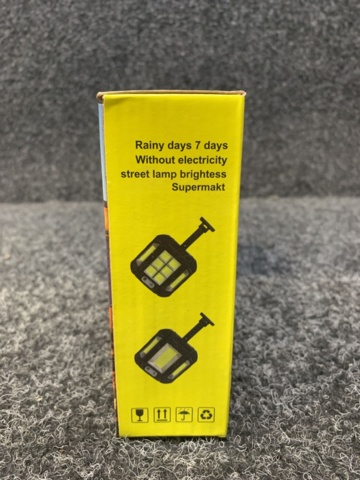 Rainy days 7 days
Without electricity
street lamp brightess
Supermakt